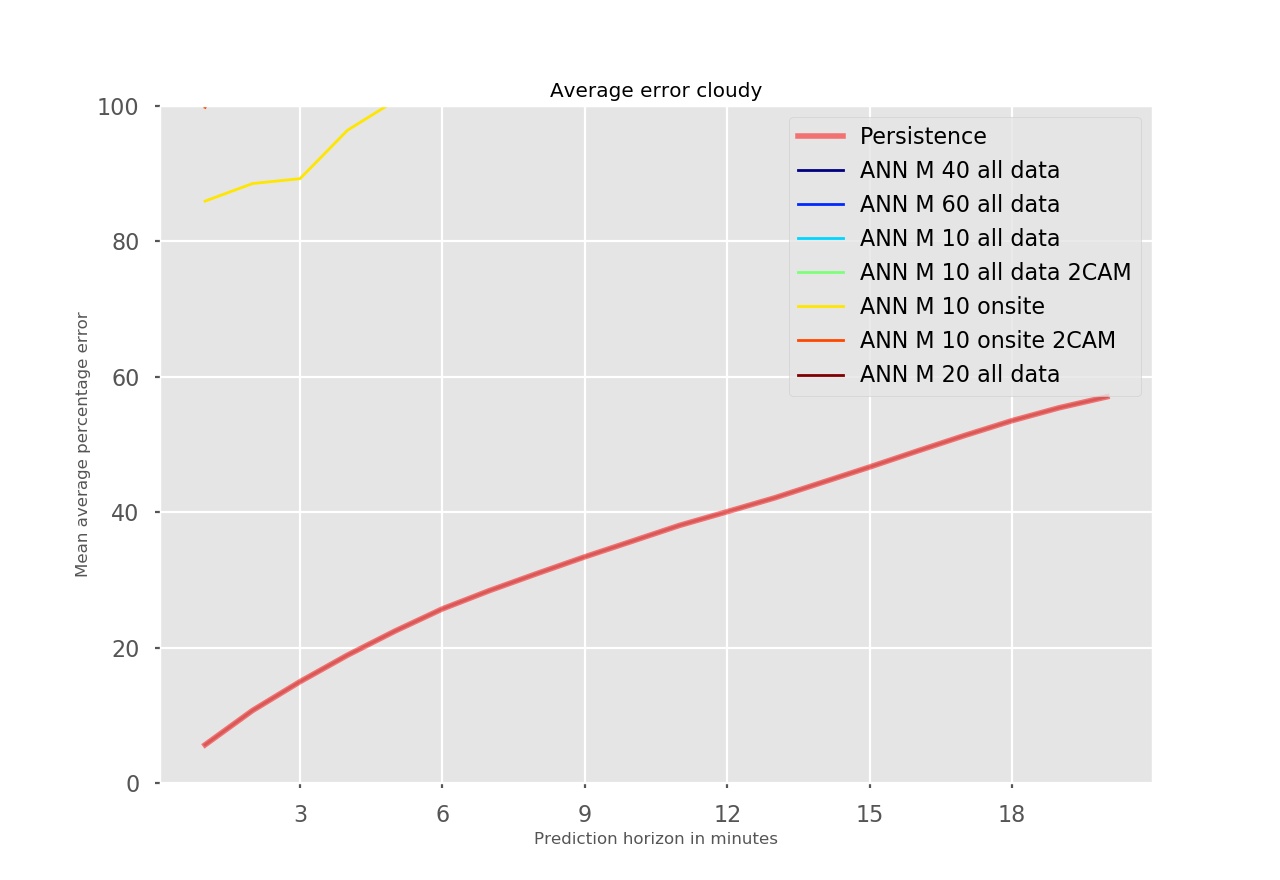 Average error cloudy
100
80
60
40
20
0
Mean average percentage error
Persistence
ANN M 40 all data
ANN M 60 all data
ANN M 10 all data
ANN M 10 all data 2CAM
ANN M 10 onsite
ANN M 10 onsite 2CAM
ANN M 20 all data
3 6 9 12 15 18
Prediction horizon in minutes